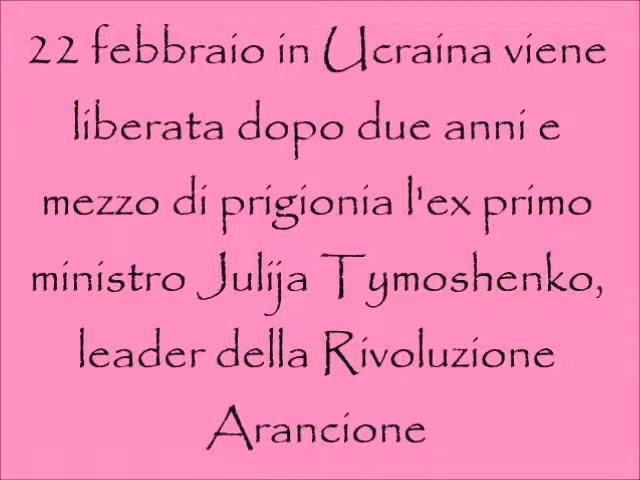 22 febbraio in Ucraina viene
liberata dopo due anni e
mezzo di prigionia l'ex primo
ministro Julija Tymoshenko,
leader della Rivoluzione
Arancione